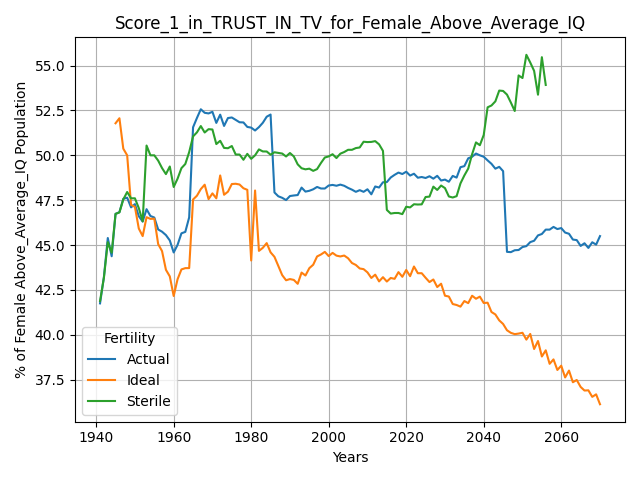 Score_1_in_TRUST_IN_TV_for_Female_Above_Average_IQ
% of Female Above_Average_IQ Population
55.0
52.5
50.0
47.5
45.0
42.5
40.0
37.5
Fertility
Actual
Ideal
Sterile
1940 1960 1980 2000 2020 2040 2060
Years